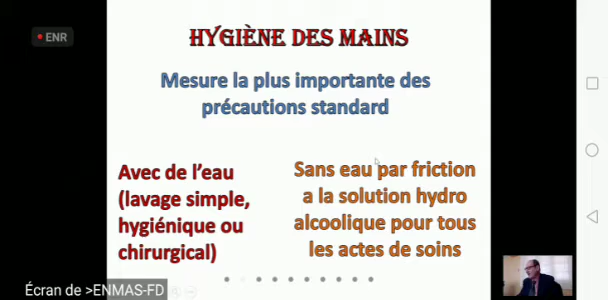 ENR
HYGIÈNE DES MAINS
Mesure la plus importante des
précautions standard
Avec de l'eau
(lavage simple,
hygiénique ou
chirurgical)
Sans eau par friction
a la solution hydro
alcoolique pour tous
les actes de soins
Écran de >ENMAS-FD